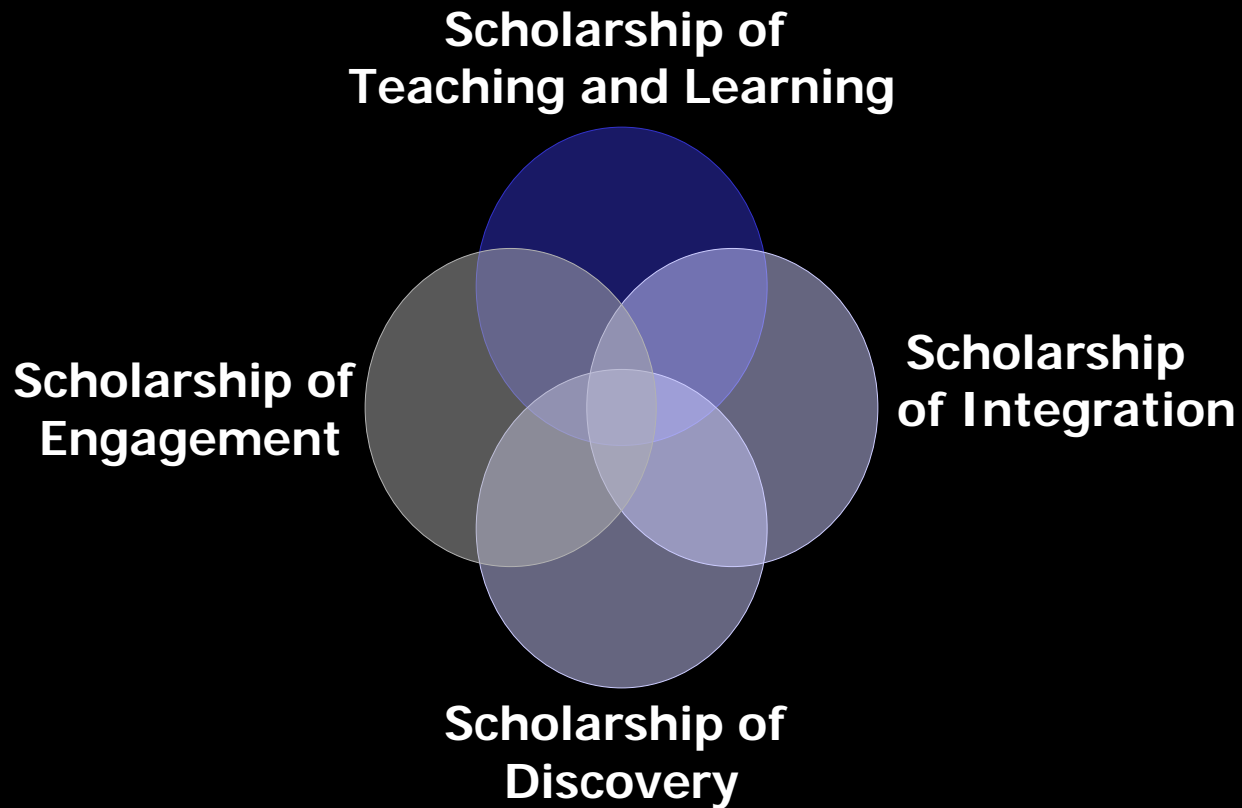 Scholarship of
Teaching and Learning
Scholarship of
Engagement
Scholarship
of Integration
Scholarship of
Discovery